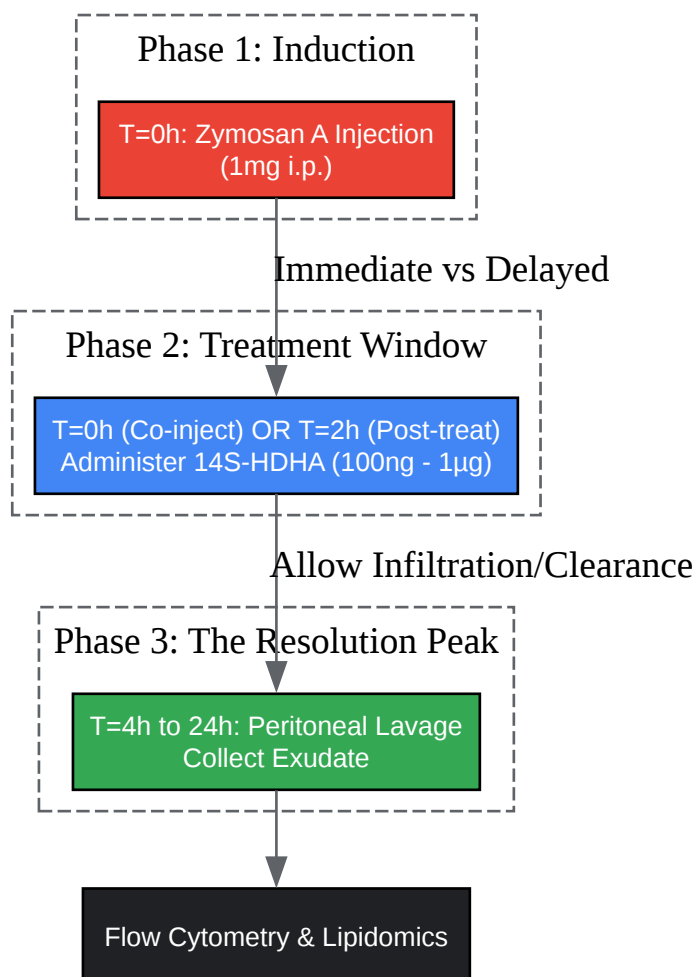 Phase 1: Induction
T=0h: Zymosan A Injection
(1mg i.p.)
Immediate vs Delayed
Phase 2: Treatment Window
T=0h (Co-inject) OR T=2h (Post-treat)
Administer 14S-HDHA (100ng - 1µg)
Allow Infiltration/Clearance
Phase 3: The Resolution Peak
T=4h to 24h: Peritoneal Lavage
Collect Exudate
Flow Cytometry & Lipidomics